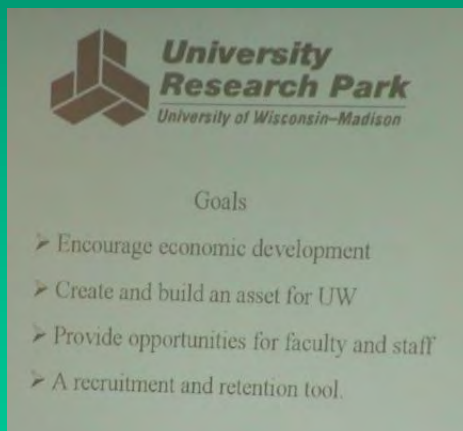 University
Research Park
University of Wisconsin–Madison
Goals
➢ Encourage economic development
➢ Create and build an asset for UW
➢ Provide opportunities for faculty and staff
➢ A recruitment and retention tool.